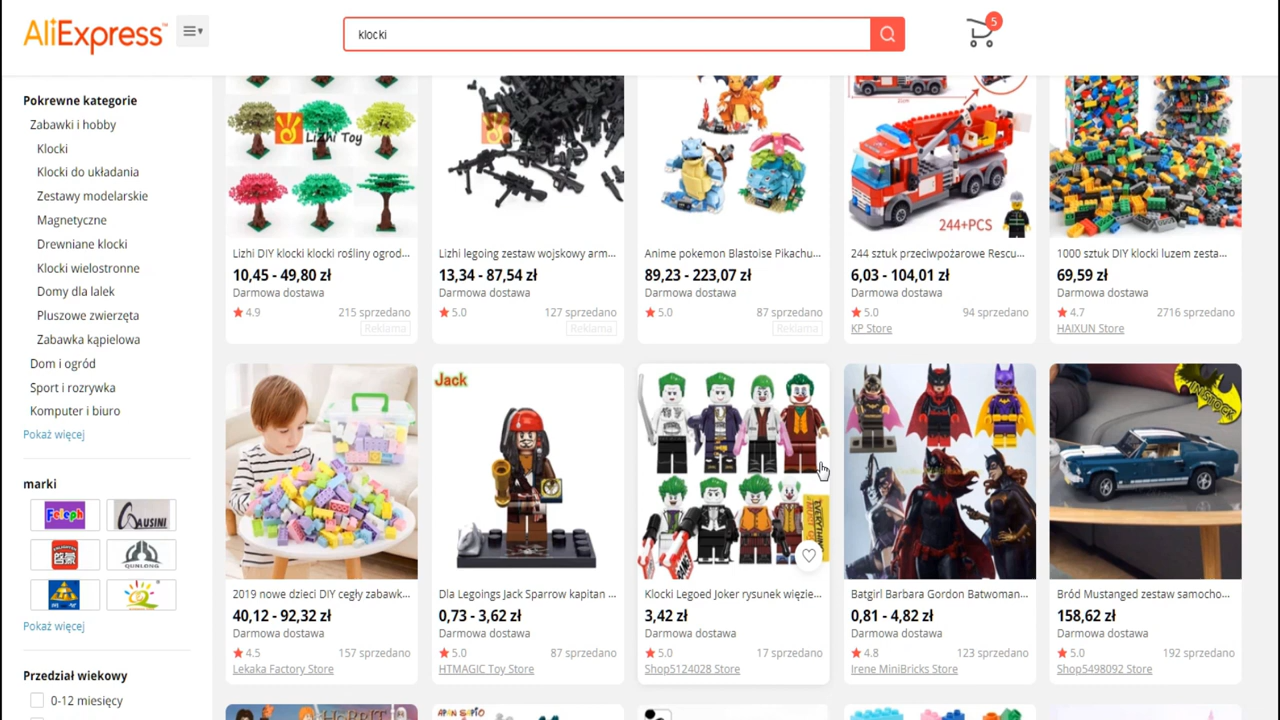 AliExpress™
klocki
5
Pokrewne kategorie
Zabawki i hobby
Klocki
Klocki do układania
Zestawy modelarskie
Magnetyczne
Drewniane klocki
Klocki wielostronne
Domy dla lalek
Pluszowe zwierzęta
Zabawka kąpielowa
Dom i ogród
Sport i rozrywka
Komputer i biuro
Pokaż więcej
marki
Feleph
GAUSINI
QUNLONG
Pokaż więcej
Przedział wiekowy
0-12 miesięcy
LiZhi Toy
Lizhi DIY klocki klocki rośliny ogrod...
10,45 - 49,80 zł
Darmowa dostawa
4.9
215 sprzedano
Reklama
Lizhi legoing zestaw wojskowy arm...
13,34 - 87,54 zł
Darmowa dostawa
5.0
127 sprzedano
Reklama
Anime pokemon Blastoise Pikachu...
89,23 - 223,07 zł
Darmowa dostawa
5.0
87 sprzedano
Reklama
244+PCS
244 sztuk przeciwpożarowe Rescu...
6,03 - 104,01 zł
Darmowa dostawa
5.0
94 sprzedano
KP Store
1000 sztuk DIY klocki luzem zesta...
69,59 zł
Darmowa dostawa
4.7
2716 sprzedano
HAIXUN Store
2019 nowe dzieci DIY cegły zabawk...
40,12 - 92,32 zł
Darmowa dostawa
4.5
157 sprzedano
Lekaka Factory Store
Jack
Dla Legoings Jack Sparrow kapitan ...
0,73 - 3,62 zł
Darmowa dostawa
5.0
87 sprzedano
HTMAGIC Toy Store
Klocki Legoed Joker rysunek więzie...
3,42 zł
Darmowa dostawa
5.0
17 sprzedano
Shop5124028 Store
Batgirl Barbara Gordon Batwoman...
0,81 - 4,82 zł
Darmowa dostawa
4.8
123 sprzedano
Irene MiniBricks Store
INSTOCK
Bród Mustanged zestaw samocho...
158,62 zł
Darmowa dostawa
5.0
192 sprzedano
Shop5498092 Store